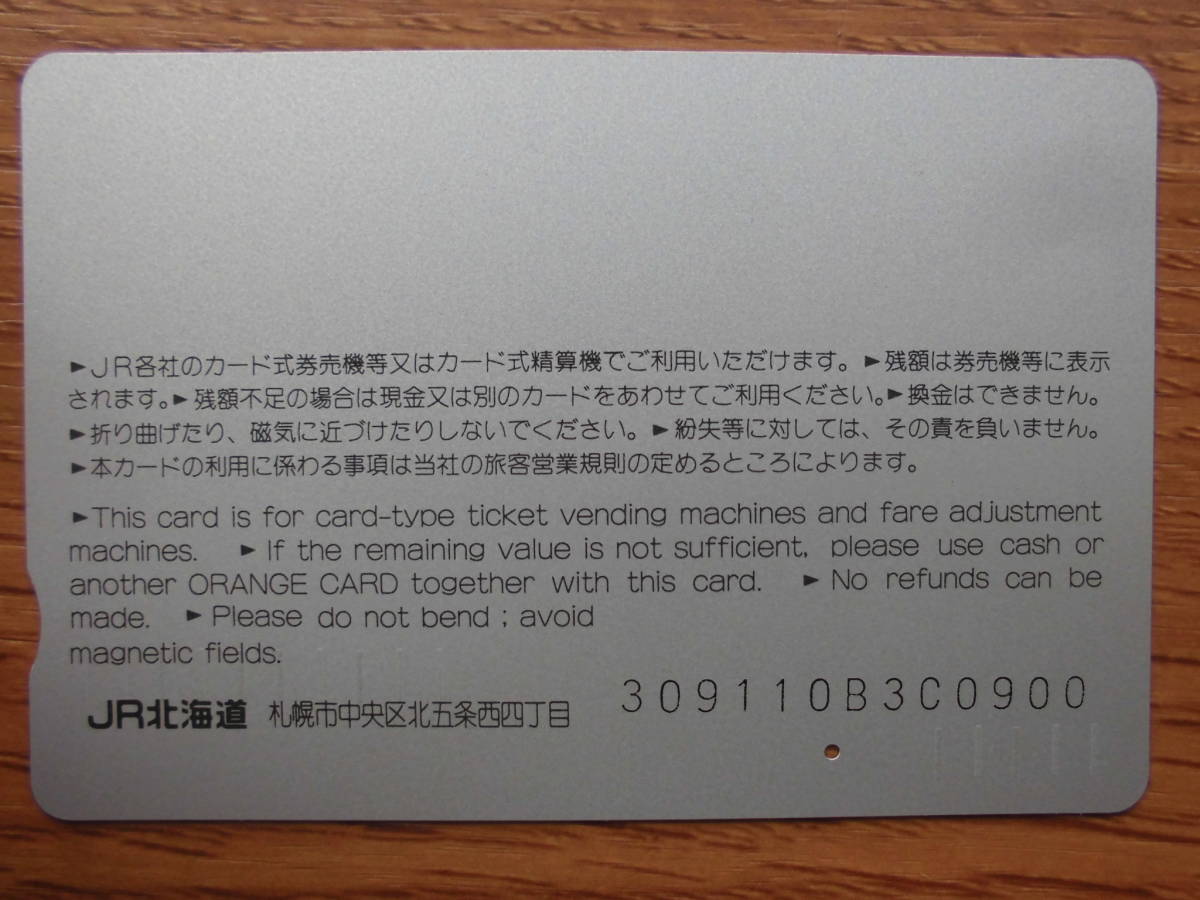 ►JR各社のカード式券売機等又はカード式精算機でご利用いただけます。►残額は券売機等に表示
されます。►残額不足の場合は現金又は別のカードをあわせてご利用ください。►換金はできません。
►折り曲げたり、磁気に近づけたりしないでください。►紛失等に対しては、その責を負いません。
►本カードの利用に係わる事項は当社の旅客営業規則の定めるところによります。
►This card is for card-type ticket vending machines and fare adjustment
machines. ►If the remaining value is not sufficient, please use cash or
another ORANGE CARD together with this card. ►No refunds can be
made. ►Please do not bend ; avoid
magnetic fields.
JR北海道 札幌市中央区北五条西四丁目 309110B3C0900